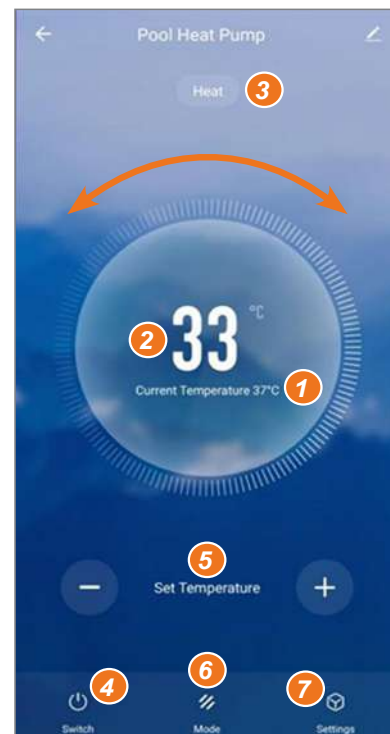 Pool Heat Pump
Heat 3
2 33 °C
Current Temperature 37°C 1
5
Set Temperature
4 6 7
Switch Mode Settings